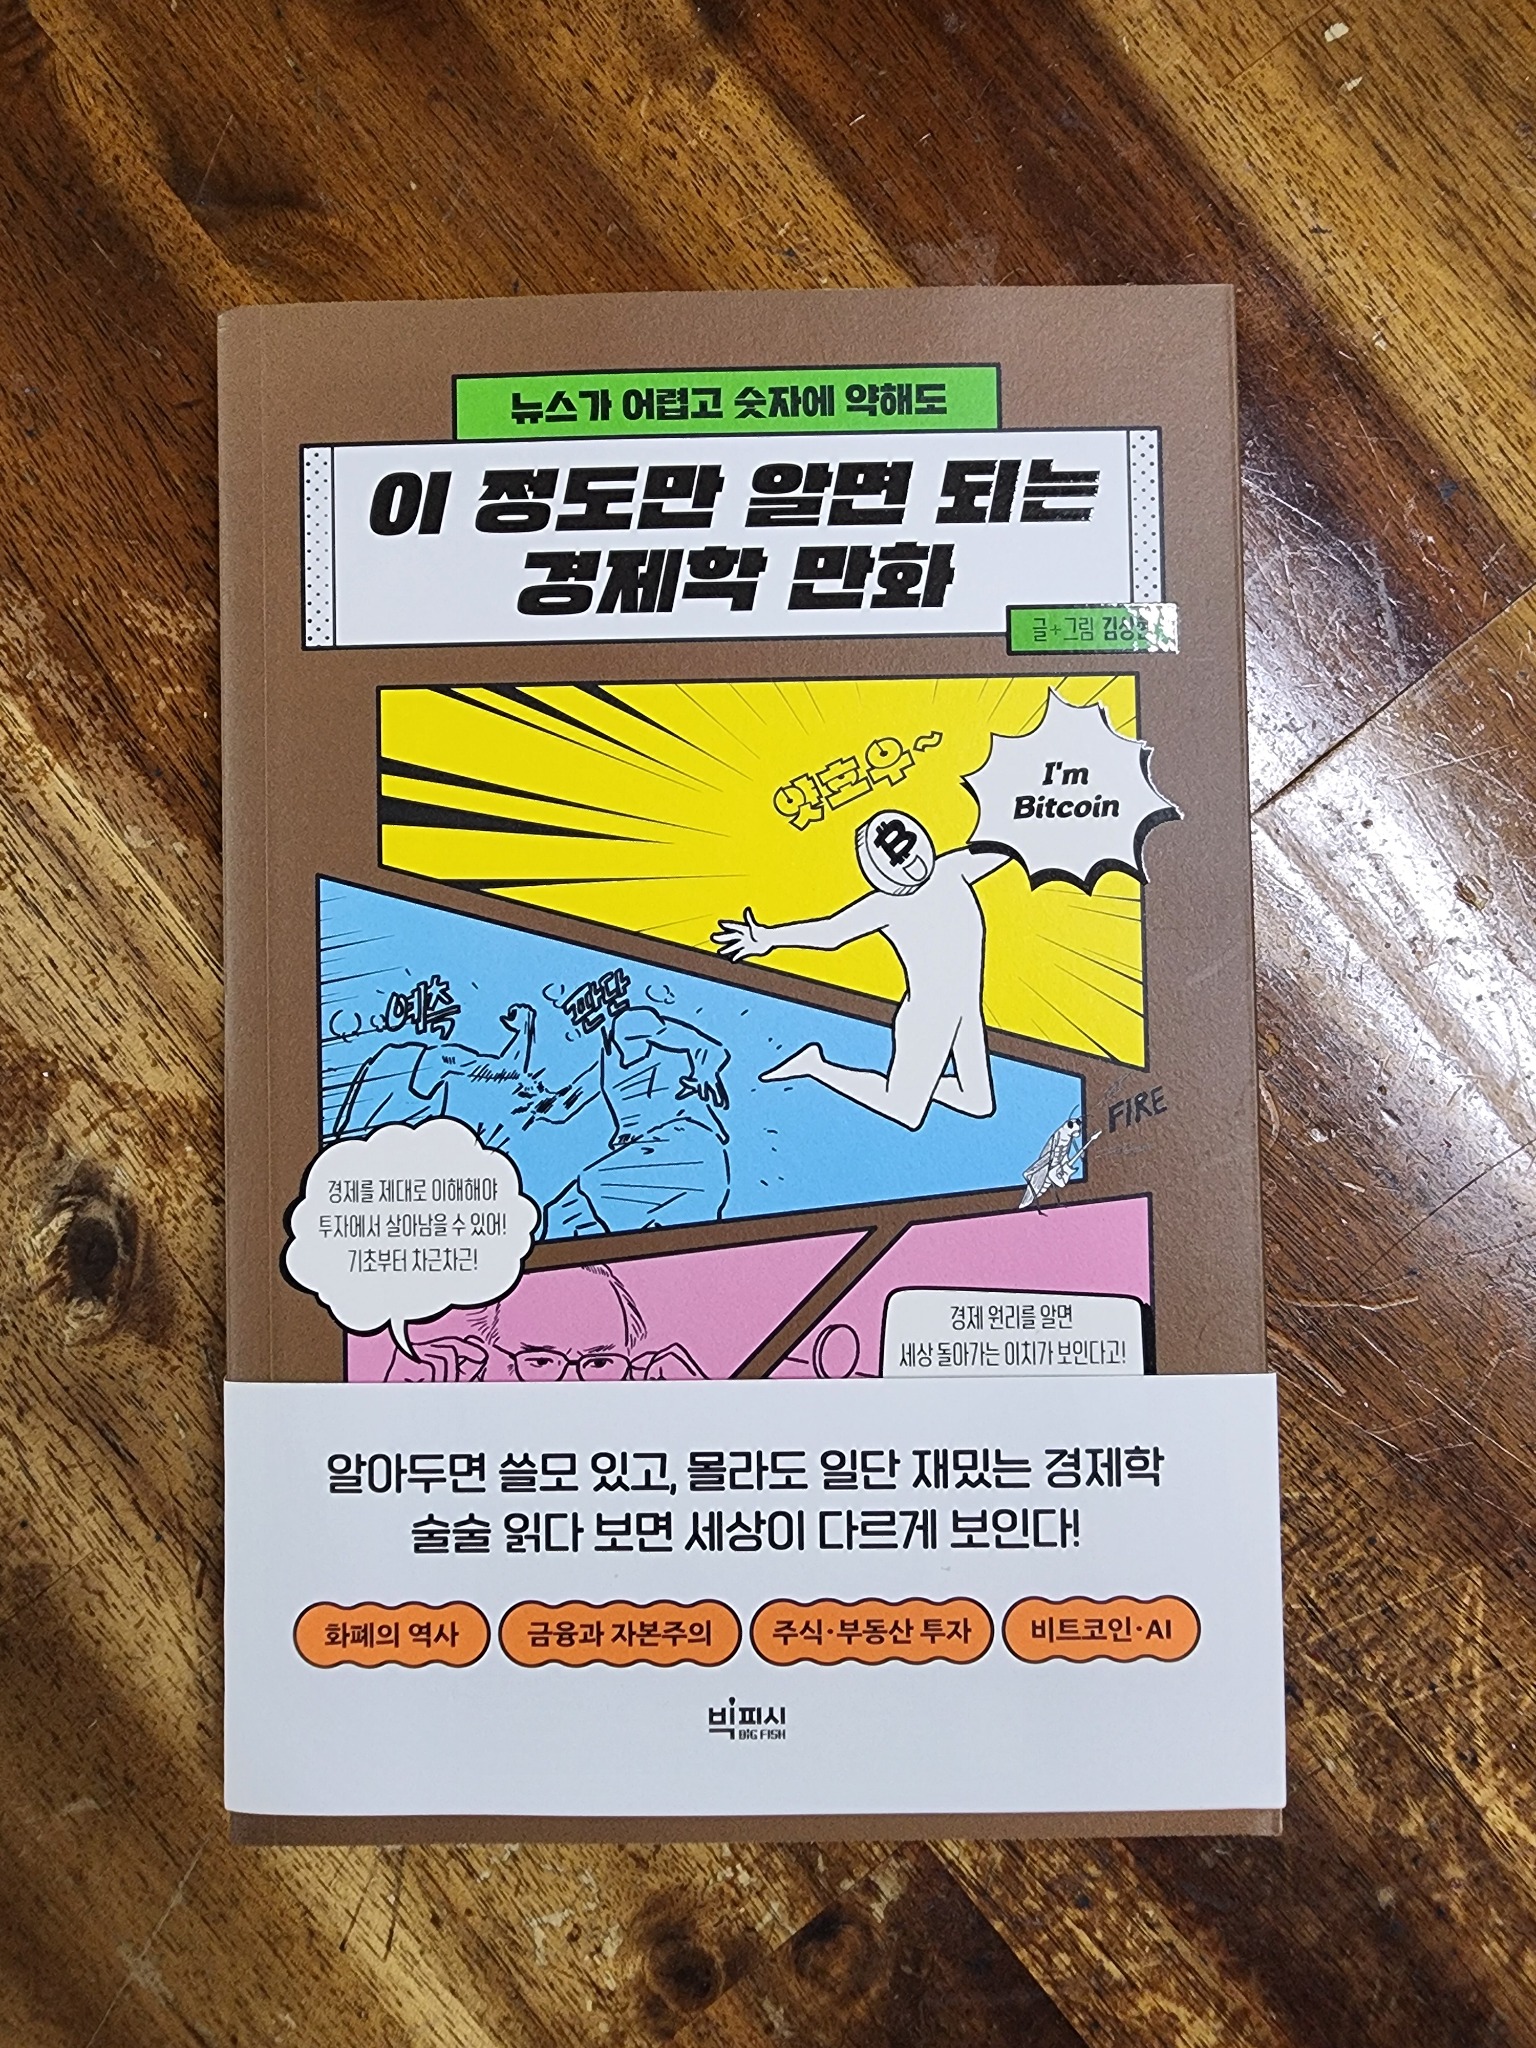 뉴스가 어렵고 숫자에 약해도
이 정도만 알면 되는
경제학 만화
글+그림
얏호우~
I'm
Bitcoin
예측
판단
FIRE
경제를 제대로 이해해야
투자에서 살아남을 수 있어!
기초부터 차근차근!
경제 원리를 알면
세상 돌아가는 이치가 보인다고!
알아두면 쓸모 있고, 몰라도 일단 재밌는 경제학
술술 읽다 보면 세상이 다르게 보인다!
화폐의 역사
금융과 자본주의
주식·부동산 투자
비트코인·AI
빅피시
BIG FISH